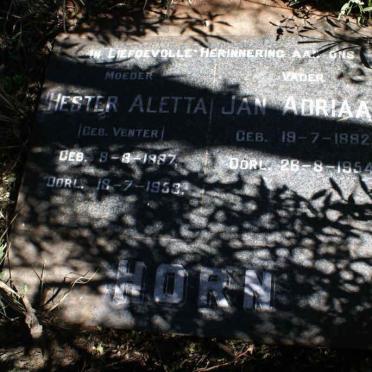 IN LIEFDEVOLLE HERINNERING AAN ONS
MOEDER VADER
HESTER ALETTA JAN ADRIAA
(GEB. VENTER) GEB. 19-7-1882
GEB. 8-8-1887. OORL. 26-8-1954
OORL. 18-7-1953.
HORN